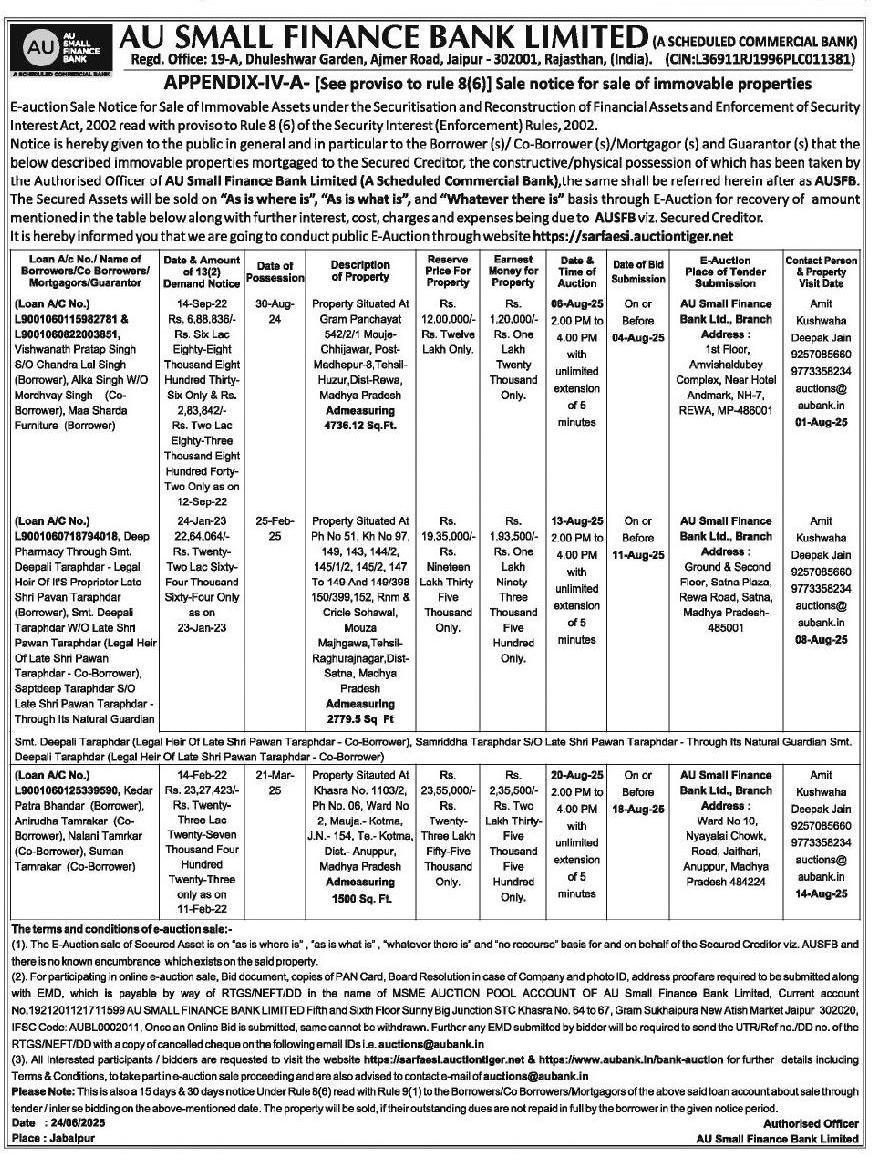 AU
AU
SMALL
FINANCE
BANK
A SCHEDULED COMMERCIAL BANK
AU SMALL FINANCE BANK LIMITED (A SCHEDULED COMMERCIAL BANK)
Regd. Office: 19-A, Dhuleshwar Garden, Ajmer Road, Jaipur - 302001, Rajasthan, (India). (CIN:L36911RJ1996PLC011381)
APPENDIX-IV-A- [See proviso to rule 8(6)] Sale notice for sale of immovable properties
E-auction Sale Notice for Sale of Immovable Assets under the Securitisation and Reconstruction of Financial Assets and Enforcement of Security
Interest Act, 2002 read with proviso to Rule 8 (6) of the Security Interest (Enforcement) Rules, 2002.
Notice is hereby given to the public in general and in particular to the Borrower (s)/ Co-Borrower (s)/Mortgagor (s) and Guarantor (s) that the
below described immovable properties mortgaged to the Secured Creditor, the constructive/physical possession of which has been taken by
the Authorised Officer of AU Small Finance Bank Limited (A Scheduled Commercial Bank),the same shall be referred herein after as AUSFB.
The Secured Assets will be sold on "As is where is", "As is what is", and "Whatever there is" basis through E-Auction for recovery of amount
mentioned in the table below along with further interest, cost, charges and expenses being due to AUSFB viz. Secured Creditor.
It is hereby informed you that we are going to conduct public E-Auction through website https://sarfaesi.auctiontiger.net
Loan A/c No./ Name of
Borrowers/Co Borrowers/
Mortgagors/Guarantor
Date & Amount
of 13(2)
Demand Notice
Date of
Possession
Description
of Property
Reserve
Price For
Property
Earnest
Money for
Property
Date &
Time of
Auction
Date of Bid
Submission
E-Auction
Place of Tender
Submission
Contact Person
& Property
Visit Date
(Loan A/C No.)
L9001060115982781 &
L9001060822003851,
Vishwanath Pratap Singh
S/O Chandra Lal Singh
(Borrower), Alka Singh W/O
Mordhvay Singh (Co-
Borrower), Maa Sharda
Furniture (Borrower)
14-Sep-22
Rs. 6,88,836/-
Rs. Six Lac
Eighty-Eight
Thousand Eight
Hundred Thirty-
Six Only & Rs.
2,83,842/-
Rs. Two Lac
Eighty-Three
Thousand Eight
Hundred Forty-
Two Only as on
12-Sep-22
30-Aug-
24
Property Situated At
Gram Panchayat
542/2/1 Mouje-
Chhijawar, Post-
Madhepur-8,Tehsil-
Huzur,Dist-Rewa,
Madhya Pradesh
Admeasuring
4736.12 Sq.Ft.
Rs.
12,00,000/-
Rs. Twelve
Lakh Only.
Rs.
1,20,000/-
Rs. One
Lakh
Twenty
Thousand
Only.
06-Aug-25
2.00 PM to
4.00 PM
with
unlimited
extension
of 5
minutes
On or
Before
04-Aug-25
AU Small Finance
Bank Ltd., Branch
Address :
1st Floor,
Amvishaldubey
Complex, Near Hotel
Andmark, NH-7,
REWA, MP-486001
Amit
Kushwaha
Deepak Jain
9257085660
9773358234
auctions@
aubank.in
01-Aug-25
(Loan A/C No.)
L9001060718794018, Deep
Pharmacy Through Smt.
Deepali Taraphdar - Legal
Heir Of It'S Proprietor Late
Shri Pavan Taraphdar
(Borrower), Smt. Deepali
Taraphdar W/O Late Shri
Pawan Taraphdar (Legal Heir
Of Late Shri Pawan
Taraphdar - Co-Borrower),
Saptdeep Taraphdar S/O
Late Shri Pawan Taraphdar -
Through Its Natural Guardian
24-Jan-23
22,64,064/-
Rs. Twenty-
Two Lac Sixty-
Four Thousand
Sixty-Four Only
as on
23-Jan-23
25-Feb-
25
Property Situated At
Ph No 51, Kh No 97,
149, 143, 144/2,
145/1/2, 145/2, 147
To 149 And 149/398
150/399,152, Rnm &
Cricle Sohawal,
Mouza
Majhgawa,Tehsil-
Raghurajnagar,Dist-
Satna, Madhya
Pradesh
Admeasuring
2779.5 Sq Ft
Rs.
19,35,000/-
Rs.
Nineteen
Lakh Thirty
Five
Thousand
Only.
Rs.
1,93,500/-
Rs. One
Lakh
Ninety
Three
Thousand
Five
Hundred
Only.
13-Aug-25
2.00 PM to
4.00 PM
with
unlimited
extension
of 5
minutes
On or
Before
11-Aug-25
AU Small Finance
Bank Ltd., Branch
Address :
Ground & Second
Floor, Satna Plaza,
Rewa Road, Satna,
Madhya Pradesh-
485001
Amit
Kushwaha
Deepak Jain
9257085660
9773358234
auctions@
aubank.in
08-Aug-25
Smt. Deepali Taraphdar (Legal Heir Of Late Shri Pawan Taraphdar - Co-Borrower), Samriddha Taraphdar S/O Late Shri Pawan Taraphdar - Through Its Natural Guardian Smt.
Deepali Taraphdar (Legal Heir Of Late Shri Pawan Taraphdar - Co-Borrower)
(Loan A/C No.)
L9001060125339590, Kedar
Patra Bhandar (Borrower),
Anirudha Tamrakar (Co-
Borrower), Nalani Tamrkar
(Co-Borrower), Suman
Tamrakar (Co-Borrower)
14-Feb-22
Rs. 23,27,423/-
Rs. Twenty-
Three Lac
Twenty-Seven
Thousand Four
Hundred
Twenty-Three
only as on
11-Feb-22
21-Mar-
25
Property Situated At
Khasra No. 1103/2,
Ph No. 06, Ward No
2, Mauja.- Kotma,
J.N.- 154, Te.- Kotma,
Dist.- Anuppur,
Madhya Pradesh
Admeasuring
1500 Sq. Ft.
Rs.
23,55,000/-
Rs.
Twenty-
Three Lakh
Fifty-Five
Thousand
Only.
Rs.
2,35,500/-
Rs. Two
Lakh Thirty-
Five
Thousand
Five
Hundred
Only.
20-Aug-25
2.00 PM to
4.00 PM
with
unlimited
extension
of 5
minutes
On or
Before
18-Aug-25
AU Small Finance
Bank Ltd., Branch
Address :
Ward No 10,
Nyayalai Chowk,
Road, Jaithari,
Anuppur, Madhya
Pradesh 484224
Amit
Kushwaha
Deepak Jain
9257085660
9773358234
auctions@
aubank.in
14-Aug-25
The terms and conditions of e-auction sale:-
(1). The E-Auction sale of Secured Asset is on "as is where is" , "as is what is" , "whatever there is" and "no recourse" basis for and on behalf of the Secured Creditor viz. AUSFB and
there is no known encumbrance which exists on the said property.
(2). For participating in online e-auction sale, Bid document, copies of PAN Card, Board Resolution in case of Company and photo ID, address proof are required to be submitted along
with EMD, which is payable by way of RTGS/NEFT/DD in the name of MSME AUCTION POOL ACCOUNT OF AU Small Finance Bank Limited, Current account
No.1921201121711599 AU SMALL FINANCE BANK LIMITED Fifth and Sixth Floor Sunny Big Junction STC Khasra No. 64 to 67, Gram Sukhaipura New Atish Market Jaipur 302020,
IFSC Code: AUBL0002011, Once an Online Bid is submitted, same cannot be withdrawn. Further any EMD submitted by bidder will be required to send the UTR/Ref no./DD no. of the
RTGS/NEFT/DD with a copy of cancelled cheque on the following email IDs i.e. auctions@aubank.in
(3). All Interested participants / bidders are requested to visit the website https://sarfaesi.auctiontiger.net & https://www.aubank.in/bank-auction for further details including
Terms & Conditions, to take part in e-auction sale proceeding and are also advised to contact e-mail of auctions@aubank.in
Please Note: This is also a 15 days & 30 days notice Under Rule 8(6) read with Rule 9(1) to the Borrowers/Co Borrowers/Mortgagors of the above said loan account about sale through
tender / inter se bidding on the above-mentioned date. The property will be sold, if their outstanding dues are not repaid in full by the borrower in the given notice period.
Date : 24/06/2025
Place : Jabalpur
Authorised Officer
AU Small Finance Bank Limited